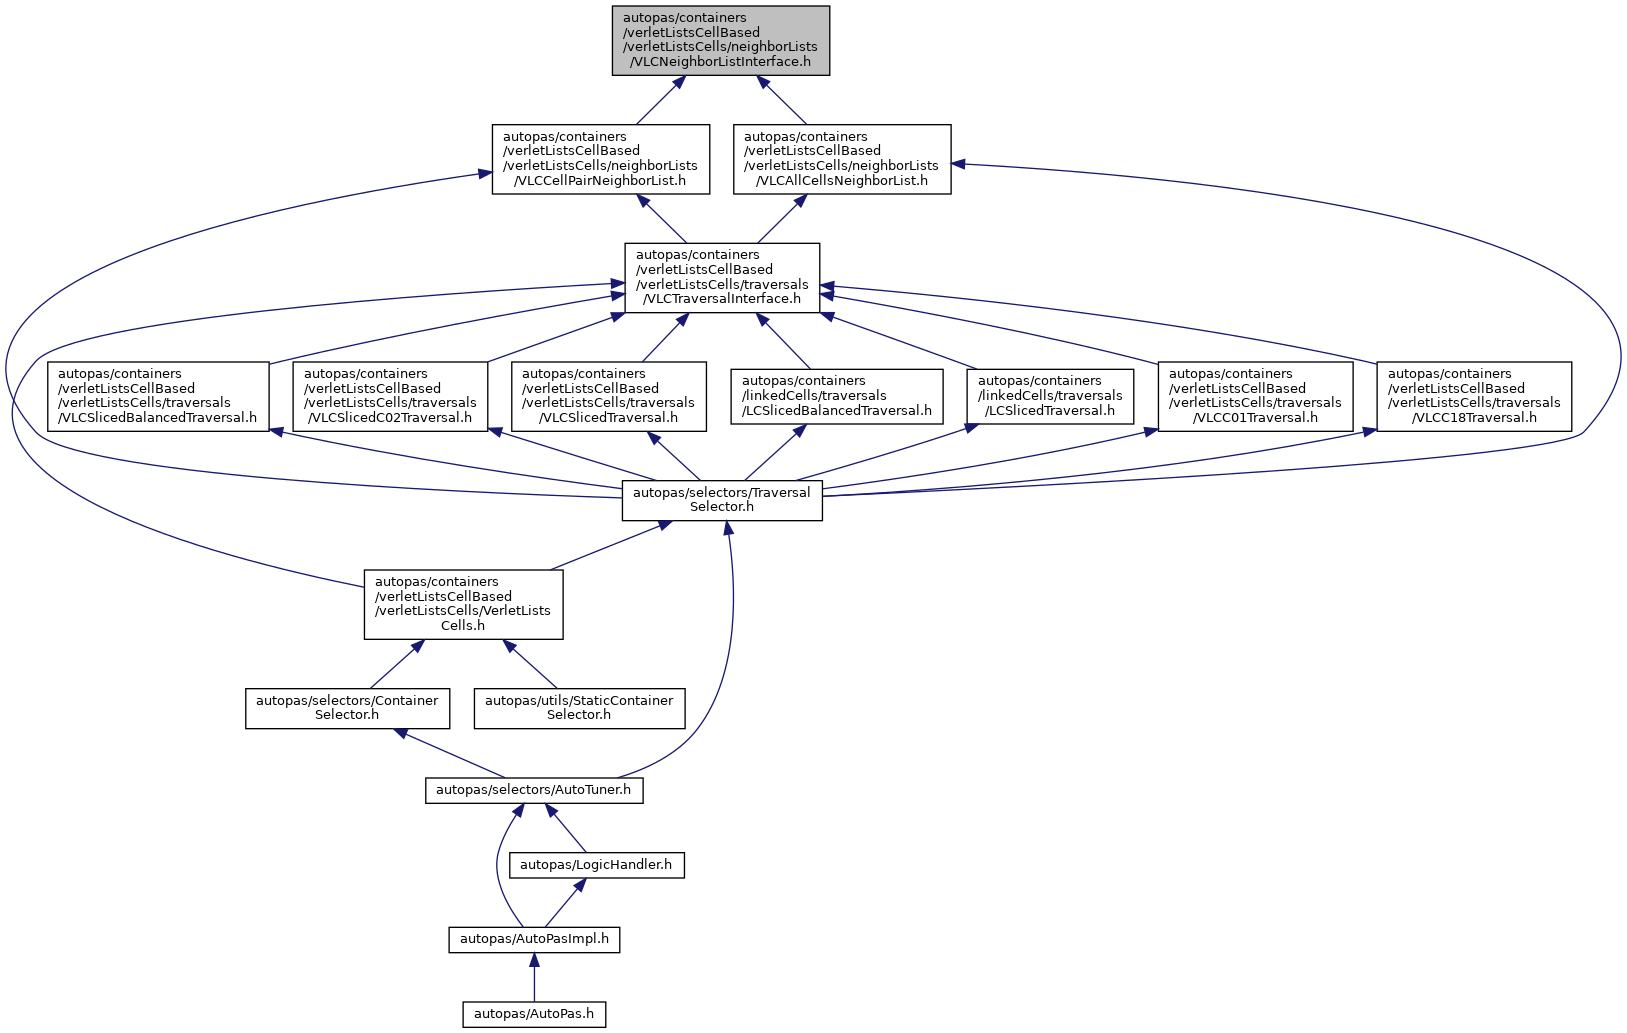 autopas/containers
/verletListsCellBased
/verletListsCells/neighborLists
/VLCNeighborListInterface.h
autopas/containers
/verletListsCellBased
/verletListsCells/neighborLists
/VLCCellPairNeighborList.h
autopas/containers
/verletListsCellBased
/verletListsCells/neighborLists
/VLCAllCellsNeighborList.h
autopas/containers
/verletListsCellBased
/verletListsCells/traversals
/VLCTraversalInterface.h
autopas/containers
/verletListsCellBased
/verletListsCells/traversals
/VLCSlicedBalancedTraversal.h
autopas/containers
/verletListsCellBased
/verletListsCells/traversals
/VLCSlicedC02Traversal.h
autopas/containers
/verletListsCellBased
/verletListsCells/traversals
/VLCSlicedTraversal.h
autopas/containers
/linkedCells/traversals
/LCSlicedBalancedTraversal.h
autopas/containers
/linkedCells/traversals
/LCSlicedTraversal.h
autopas/containers
/verletListsCellBased
/verletListsCells/traversals
/VLCC01Traversal.h
autopas/containers
/verletListsCellBased
/verletListsCells/traversals
/VLCC18Traversal.h
autopas/selectors/Traversal
Selector.h
autopas/containers
/verletListsCellBased
/verletListsCells/VerletLists
Cells.h
autopas/selectors/Container
Selector.h
autopas/utils/StaticContainer
Selector.h
autopas/selectors/AutoTuner.h
autopas/LogicHandler.h
autopas/AutoPasImpl.h
autopas/AutoPas.h